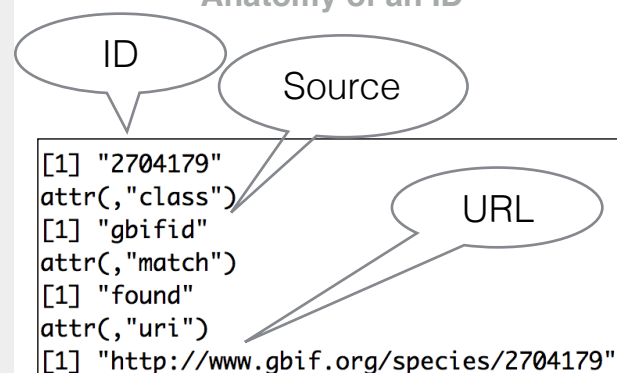 Anatomy of an ID
ID
Source
[1] "2704179"
attr(,"class")
[1] "gbifid"
URL
attr(,"match")
[1] "found"
attr(,"uri")
[1] "http://www.gbif.org/species/2704179"